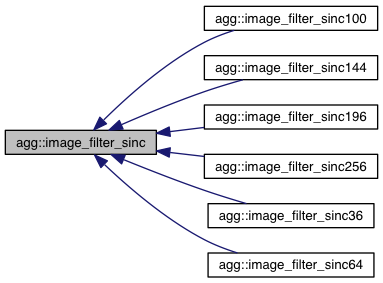 agg::image_filter_sinc100
agg::image_filter_sinc144
agg::image_filter_sinc196
agg::image_filter_sinc
agg::image_filter_sinc256
agg::image_filter_sinc36
agg::image_filter_sinc64